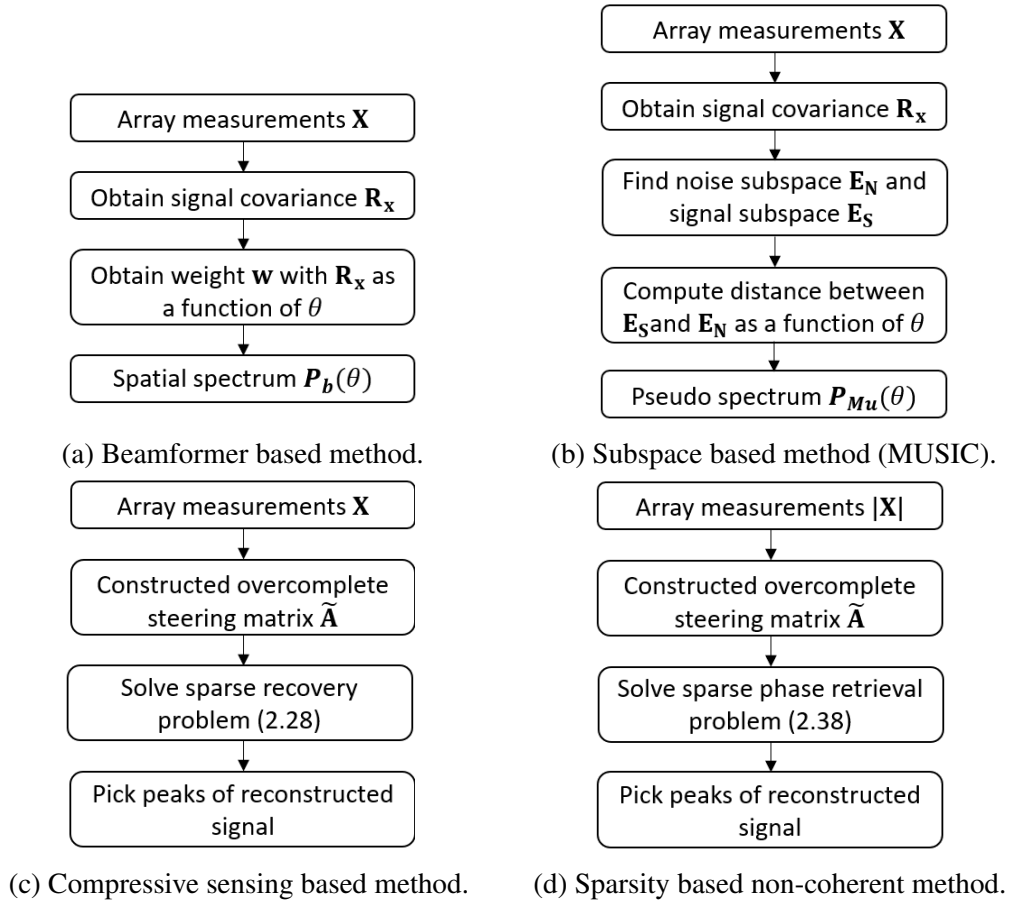 Array measurements X
Obtain signal covariance Rx
Obtain weight w with Rx as
a function of θ
Spatial spectrum Pb(θ)
(a) Beamformer based method.
Array measurements X
Obtain signal covariance Rx
Find noise subspace EN and
signal subspace ES
Compute distance between
ESand EN as a function of θ
Pseudo spectrum PMu(θ)
(b) Subspace based method (MUSIC).
Array measurements X
Constructed overcomplete
steering matrix Ã
Solve sparse recovery
problem (2.28)
Pick peaks of reconstructed
signal
(c) Compressive sensing based method.
Array measurements |X|
Constructed overcomplete
steering matrix Ã
Solve sparse phase retrieval
problem (2.38)
Pick peaks of reconstructed
signal
(d) Sparsity based non-coherent method.